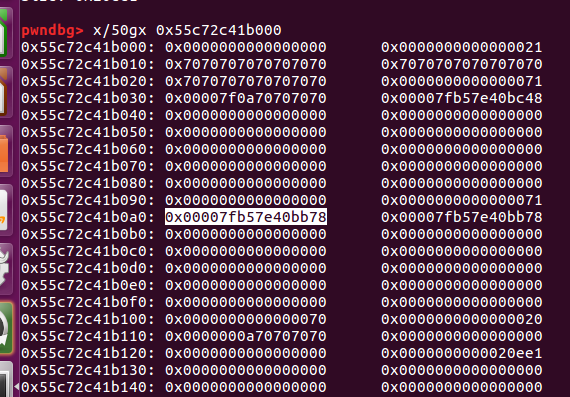 pwndbg> x/50gx 0x55c72c41b000
0x55c72c41b000: 0x0000000000000000 0x0000000000000021
0x55c72c41b010: 0x7070707070707070 0x7070707070707070
0x55c72c41b020: 0x7070707070707070 0x0000000000000071
0x55c72c41b030: 0x00007f0a70707070 0x00007fb57e40bc48
0x55c72c41b040: 0x0000000000000000 0x0000000000000000
0x55c72c41b050: 0x0000000000000000 0x0000000000000000
0x55c72c41b060: 0x0000000000000000 0x0000000000000000
0x55c72c41b070: 0x0000000000000000 0x0000000000000000
0x55c72c41b080: 0x0000000000000000 0x0000000000000000
0x55c72c41b090: 0x0000000000000000 0x0000000000000071
0x55c72c41b0a0: 0x00007fb57e40bb78 0x00007fb57e40bb78
0x55c72c41b0b0: 0x0000000000000000 0x0000000000000000
0x55c72c41b0c0: 0x0000000000000000 0x0000000000000000
0x55c72c41b0d0: 0x0000000000000000 0x0000000000000000
0x55c72c41b0e0: 0x0000000000000000 0x0000000000000000
0x55c72c41b0f0: 0x0000000000000000 0x0000000000000000
0x55c72c41b100: 0x0000000000000070 0x0000000000000020
0x55c72c41b110: 0x0000000a70707070 0x0000000000000000
0x55c72c41b120: 0x0000000000000000 0x0000000000020ee1
0x55c72c41b130: 0x0000000000000000 0x0000000000000000
0x55c72c41b140: 0x0000000000000000 0x0000000000000000